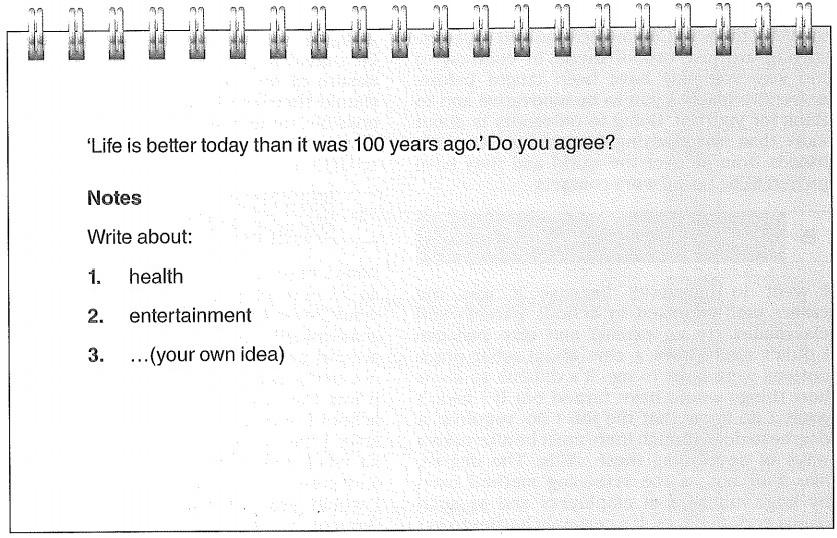 'Life is better today than it was 100 years ago.' Do you agree?
Notes
Write about:
1. health
2. entertainment
3. …(your own idea)